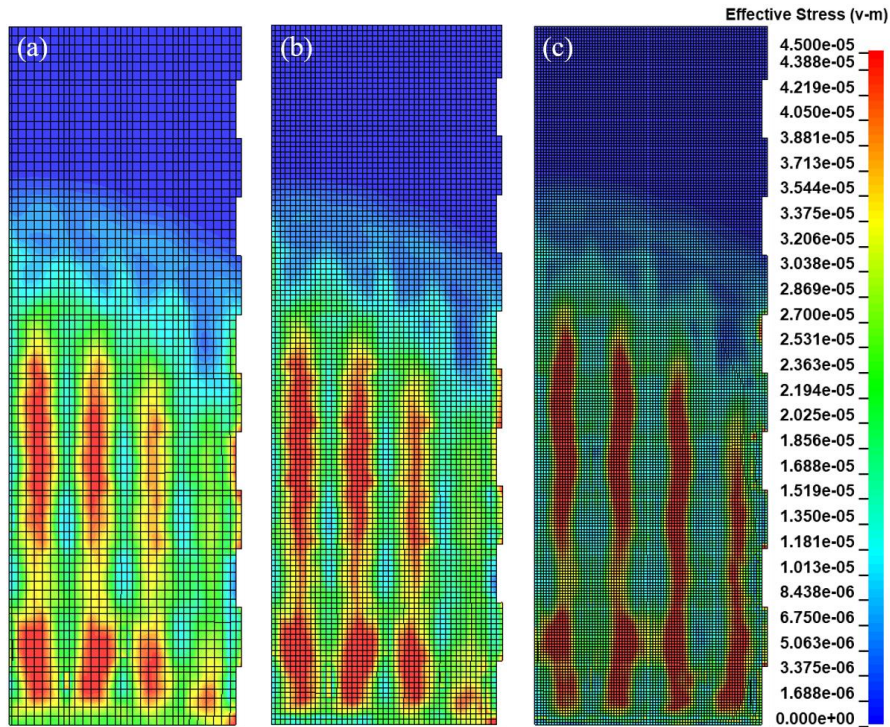 Effective Stress (v-m)
(a)
(b)
(c)
4.500e-05
4.388e-05
4.219e-05
4.050e-05
3.881e-05
3.713e-05
3.544e-05
3.375e-05
3.206e-05
3.038e-05
2.869e-05
2.700e-05
2.531e-05
2.363e-05
2.194e-05
2.025e-05
1.856e-05
1.688e-05
1.519e-05
1.350e-05
1.181e-05
1.013e-05
8.438e-06
6.750e-06
5.063e-06
3.375e-06
1.688e-06
0.000e+00